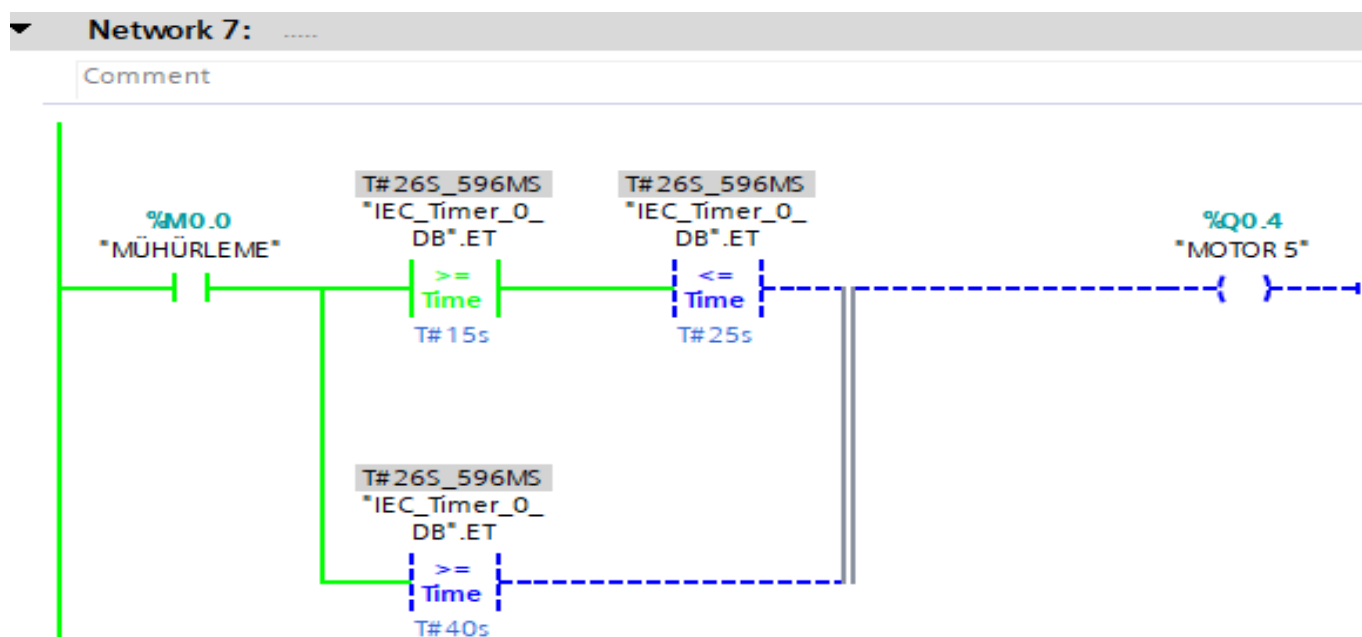 Network 7: .....
Comment
%M0.0
"MÜHÜRLEME"
T#26S_596MS
"IEC_Timer_0_
DB".ET
>=
Time
T#15s
T#26S_596MS
"IEC_Timer_0_
DB".ET
<=
Time
T#25s
%Q0.4
"MOTOR 5"
T#26S_596MS
"IEC_Timer_0_
DB".ET
>=
Time
T#40s